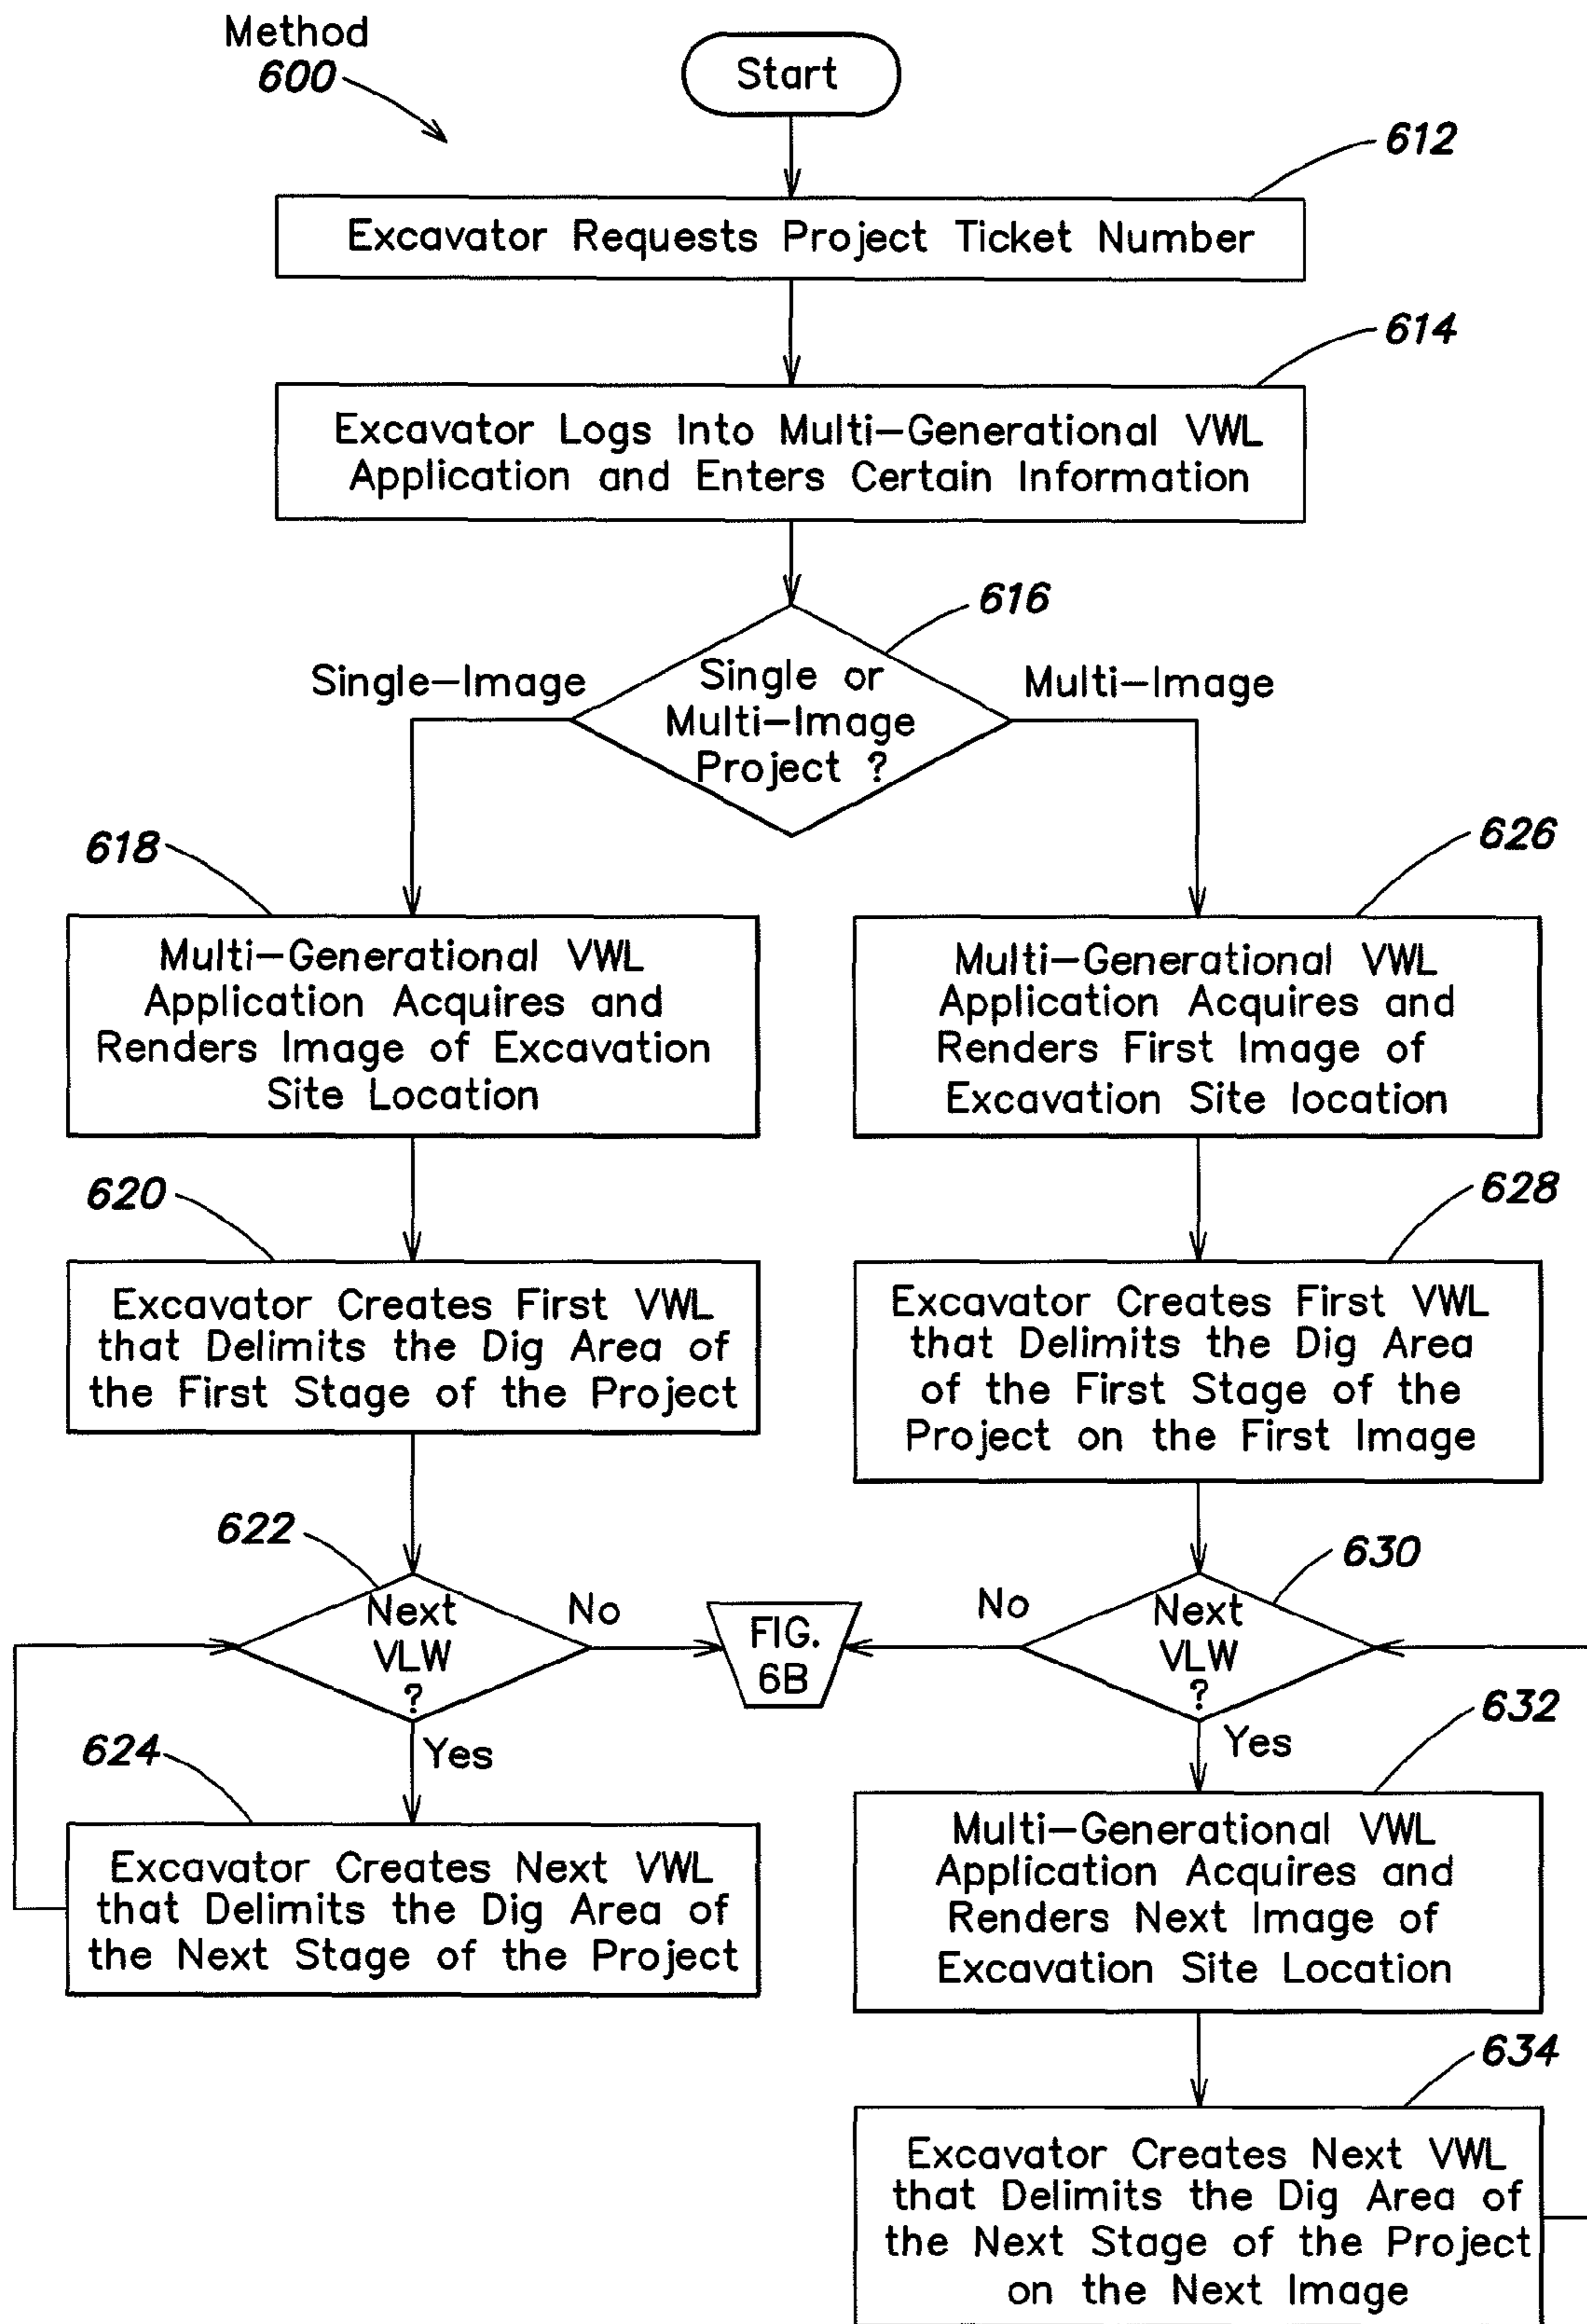 Method
600
Start
612
Excavator Requests Project Ticket Number
614
Excavator Logs Into Multi-Generational VWL
Application and Enters Certain Information
616
Single or
Multi-Image
Project ?
Single-Image
Multi-Image
618
Multi-Generational VWL
Application Acquires and
Renders Image of Excavation
Site Location
626
Multi-Generational VWL
Application Acquires and
Renders First Image of
Excavation Site location
620
Excavator Creates First VWL
that Delimits the Dig Area of
the First Stage of the Project
628
Excavator Creates First VWL
that Delimits the Dig Area
of the First Stage of the
Project on the First Image
622
Next
VLW
?
No
Yes
FIG.
6B
630
Next
VLW
?
No
Yes
624
Excavator Creates Next VWL
that Delimits the Dig Area of
the Next Stage of the Project
632
Multi-Generational VWL
Application Acquires and
Renders Next Image of
Excavation Site Location
634
Excavator Creates Next VWL
that Delimits the Dig Area of
the Next Stage of the Project
on the Next Image